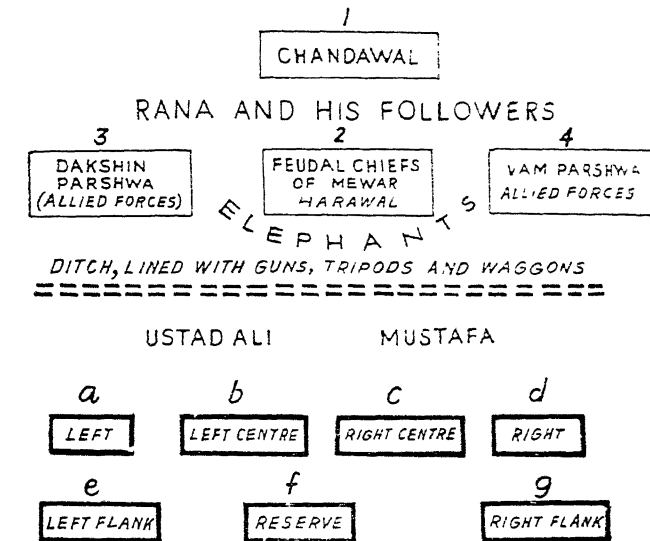 1
CHANDAWAL
RANA AND HIS FOLLOWERS
3 2 4
DAKSHIN PARSHWA (ALLIED FORCES)
FEUDAL CHIEFS OF MEWAR HARAWAL
VAM PARSHWA ALLIED FORCES
ELEPHANTS
DITCH, LINED WITH GUNS, TRIPODS AND WAGGONS
USTAD ALI MUSTAFA
a b c d
LEFT LEFT CENTRE RIGHT CENTRE RIGHT
e f g
LEFT FLANK RESERVE RIGHT FLANK